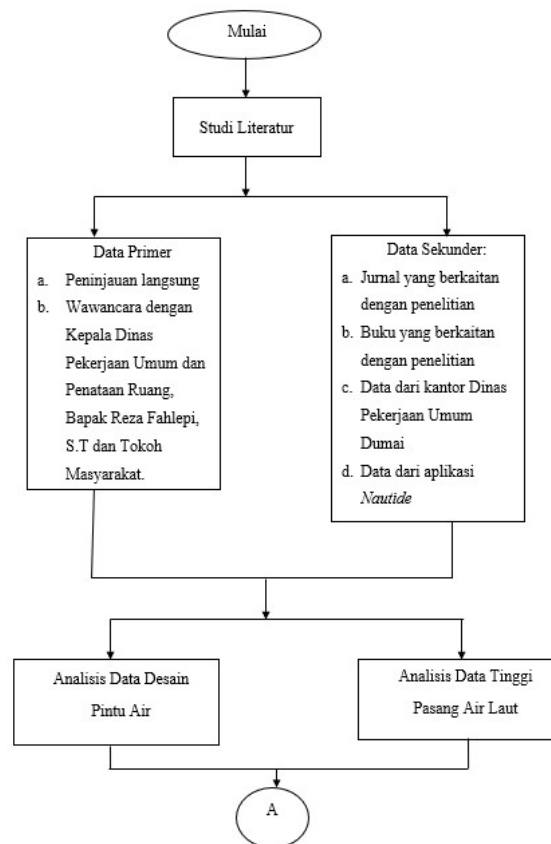 Mulai
Studi Literatur
Data Primer
a. Peninjauan langsung
b. Wawancara dengan
Kepala Dinas
Pekerjaan Umum dan
Penataan Ruang,
Bapak Reza Fahlepi,
S.T dan Tokoh
Masyarakat.
Data Sekunder:
a. Jurnal yang berkaitan
dengan penelitian
b. Buku yang berkaitan
dengan penelitian
c. Data dari kantor Dinas
Pekerjaan Umum
Dumai
d. Data dari aplikasi
Nautide
Analisis Data Desain
Pintu Air
Analisis Data Tinggi
Pasang Air Laut
A